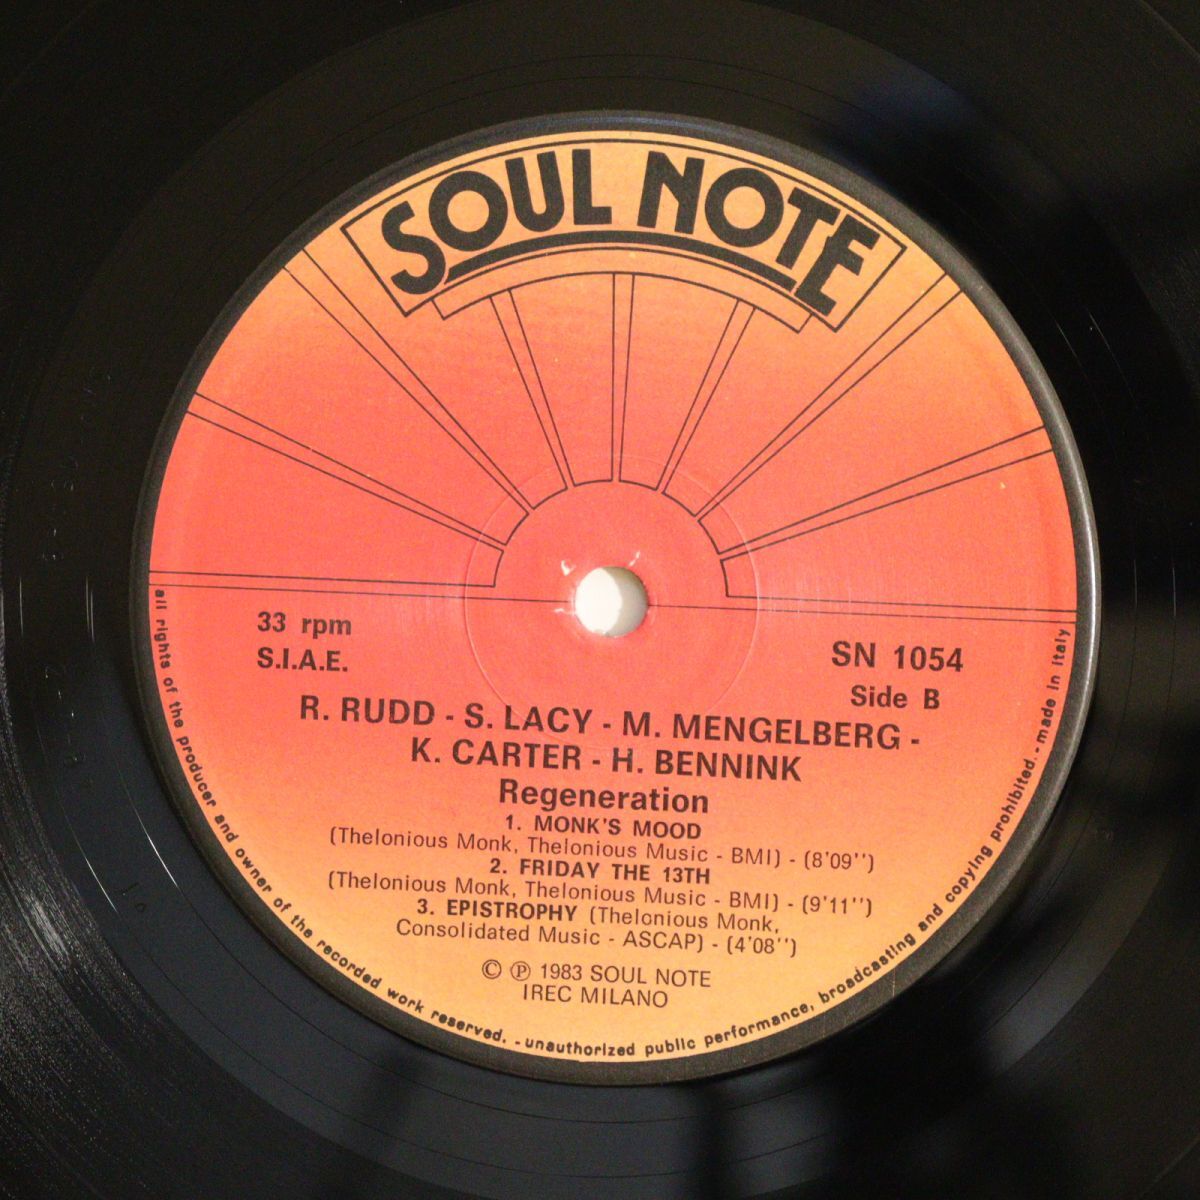 SOUL NOTE
33 rpm
S.I.A.E.
SN 1054
Side B
R. RUDD - S. LACY - M. MENGELBERG -
K. CARTER - H. BENNINK
Regeneration
1. MONK'S MOOD
(Thelonious Monk, Thelonious Music - BMI) - (8'09'')
2. FRIDAY THE 13TH
(Thelonious Monk, Thelonious Music - BMI) - (9'11'')
3. EPISTROPHY (Thelonious Monk,
Consolidated Music - ASCAP) - (4'08'')
© ℗ 1983 SOUL NOTE
IREC MILANO
all rights of the producer and owner of the recorded work reserved. - unauthorized public performance, broadcasting and copying prohibited. - made in italy